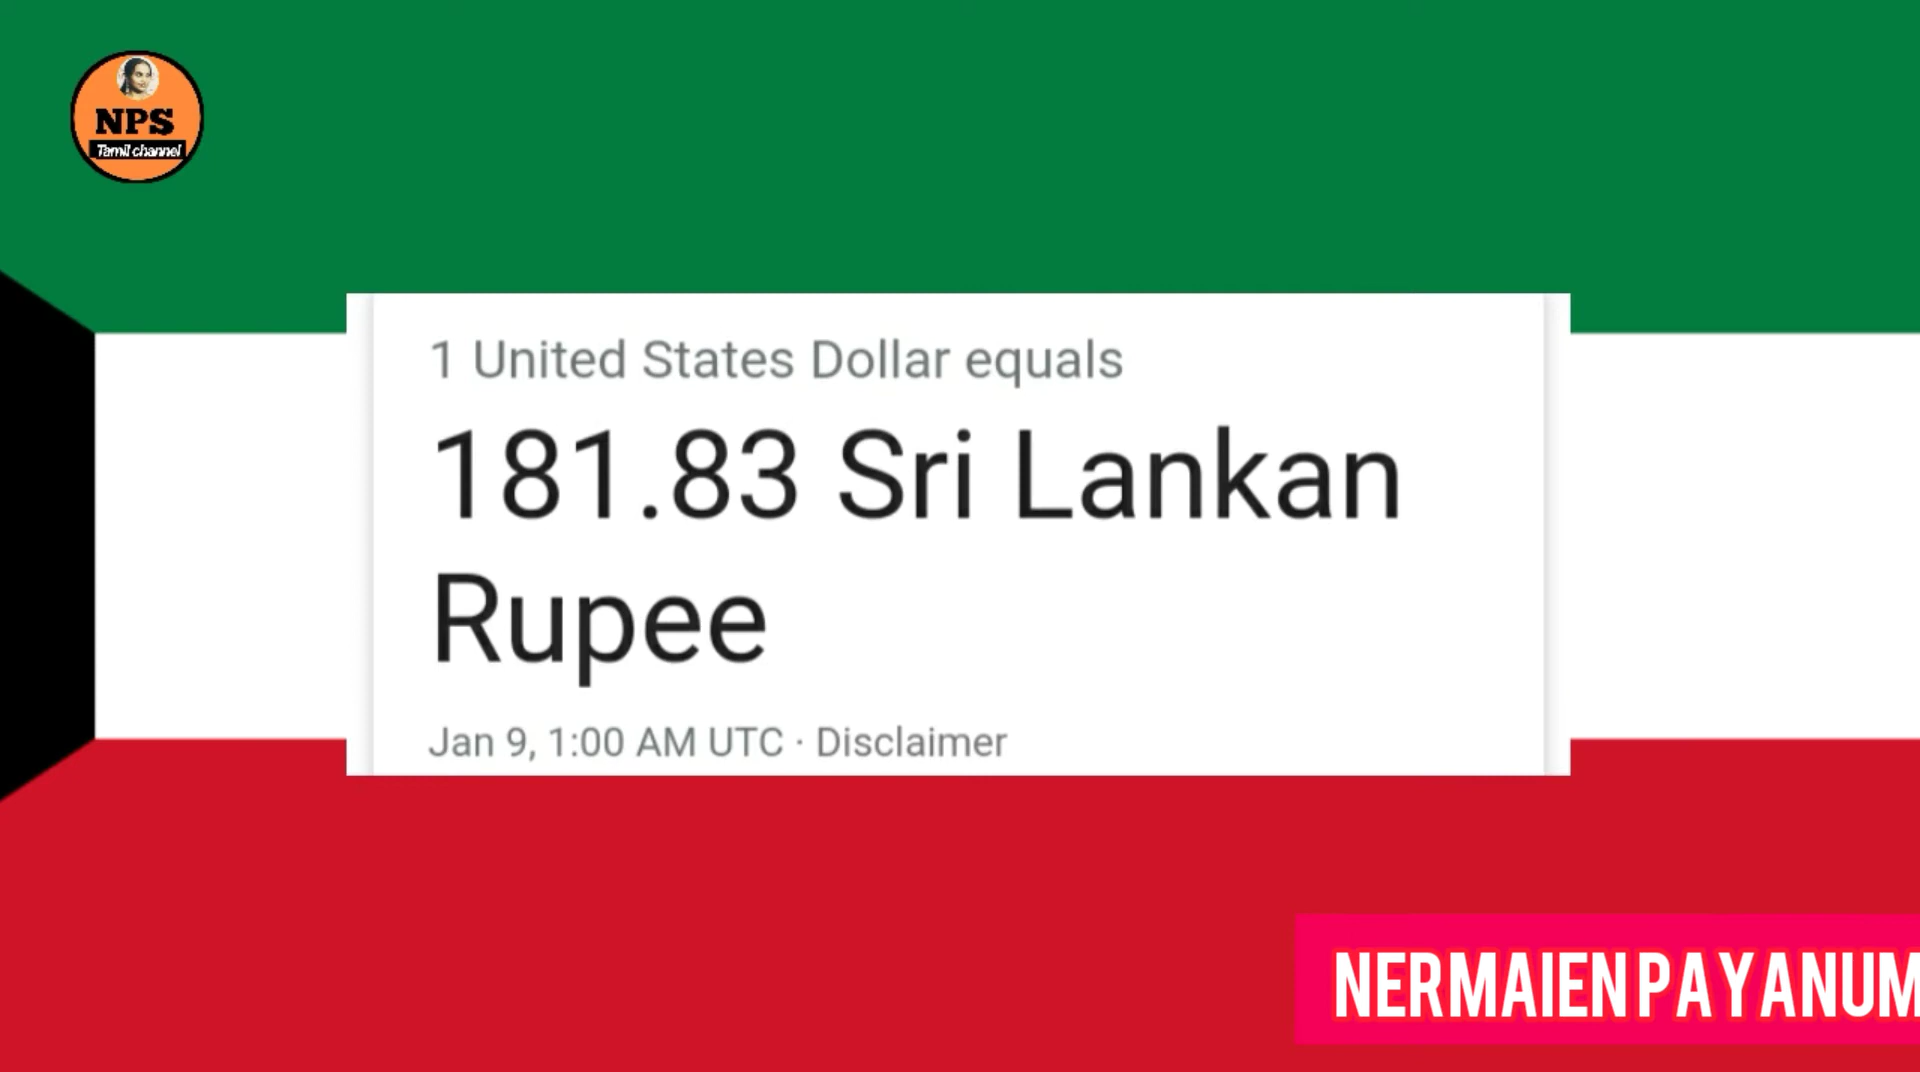 NPS
Tamil channel
1 United States Dollar equals
181.83 Sri Lankan
Rupee
Jan 9, 1:00 AM UTC · Disclaimer
NERMAIEN PAYANUM